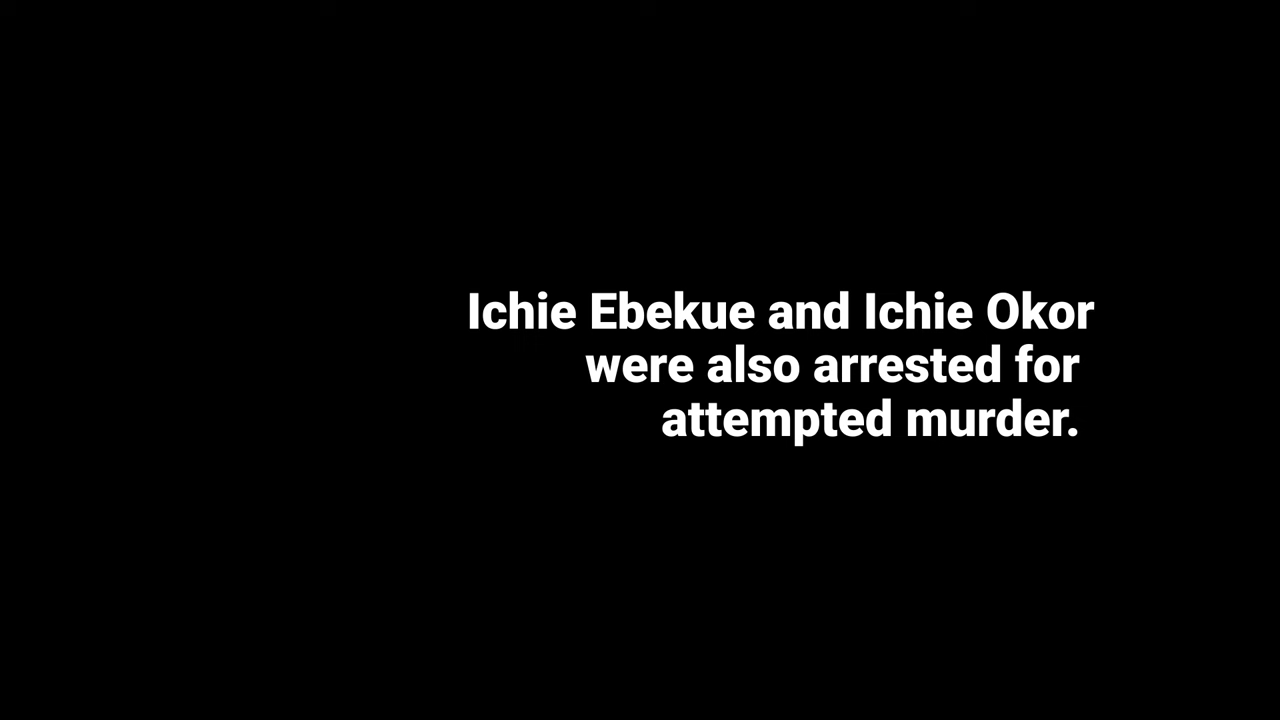 Ichie Ebekue and Ichie Okor
were also arrested for
attempted murder.